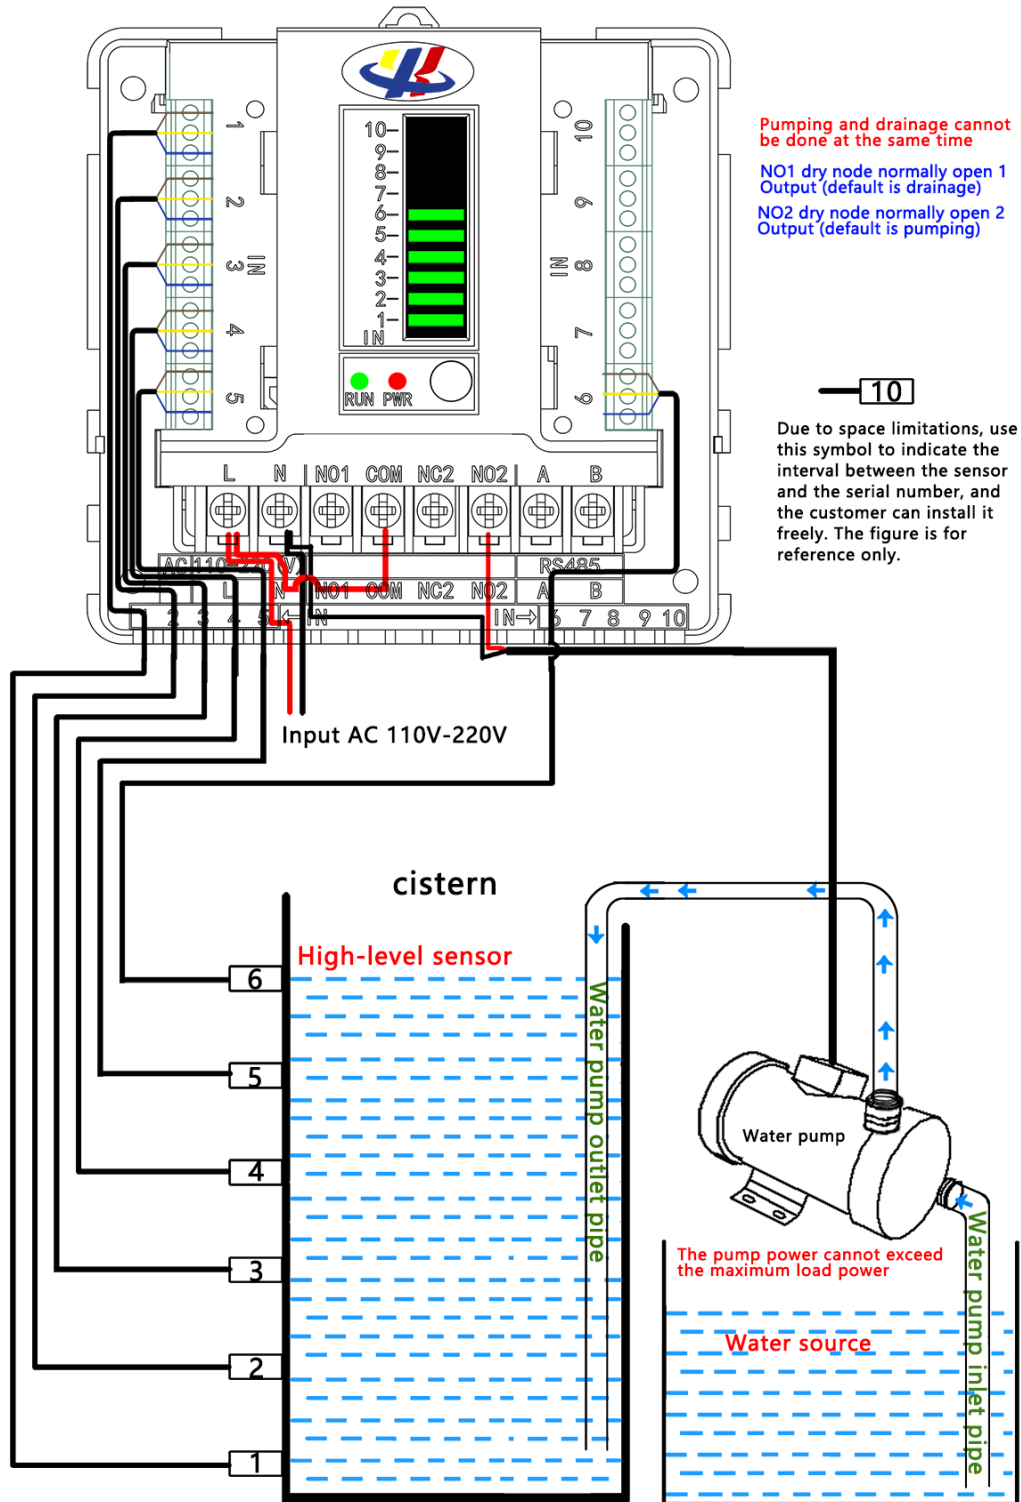 10
9
8
7
6
5
4
3
2
1
IN
RUN PWR
1
2
3
4
5
IN
10
9
8
7
6
IN
L N NO1 COM NC2 NO2 A B
AC 110-220V) RS485
L N NO1 COM NC2 NO2 A B
1 2 3 4 5 ←IN IN→ 6 7 8 9 10
Pumping and drainage cannot
be done at the same time
NO1 dry node normally open 1
Output (default is drainage)
NO2 dry node normally open 2
Output (default is pumping)
10
Due to space limitations, use
this symbol to indicate the
interval between the sensor
and the serial number, and
the customer can install it
freely. The figure is for
reference only.
Input AC 110V-220V
cistern
High-level sensor
6
5
4
3
2
1
Water pump outlet pipe
Water pump
The pump power cannot exceed
the maximum load power
Water source
Water pump inlet pipe